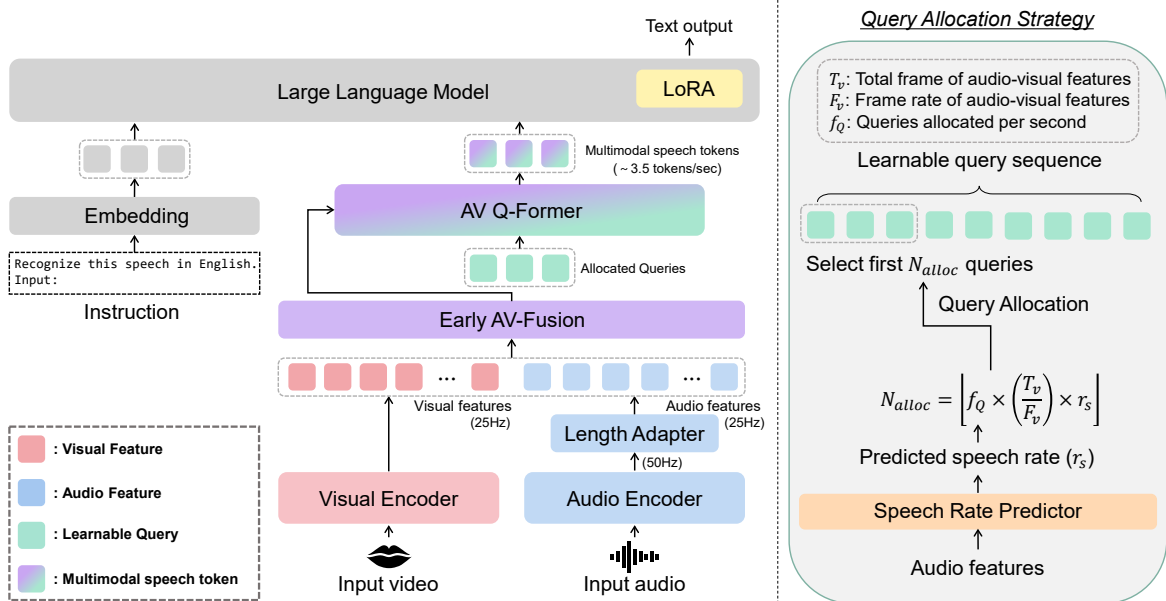 Text output
Large Language Model
LoRA
Multimodal speech tokens
(~3.5 tokens/sec)
Embedding
AV Q-Former
Recognize this speech in English.
Input:
Instruction
Allocated Queries
Early AV-Fusion
...
...
Visual features
(25Hz)
Audio features
(25Hz)
Length Adapter
(50Hz)
Visual Encoder
Audio Encoder
Input video
Input audio
: Visual Feature
: Audio Feature
: Learnable Query
: Multimodal speech token
Query Allocation Strategy
T_v: Total frame of audio-visual features
F_v: Frame rate of audio-visual features
f_Q: Queries allocated per second
Learnable query sequence
Select first N_alloc queries
Query Allocation
N_alloc = ⌊f_Q × (T_v/F_v) × r_s⌋
Predicted speech rate (r_s)
Speech Rate Predictor
Audio features